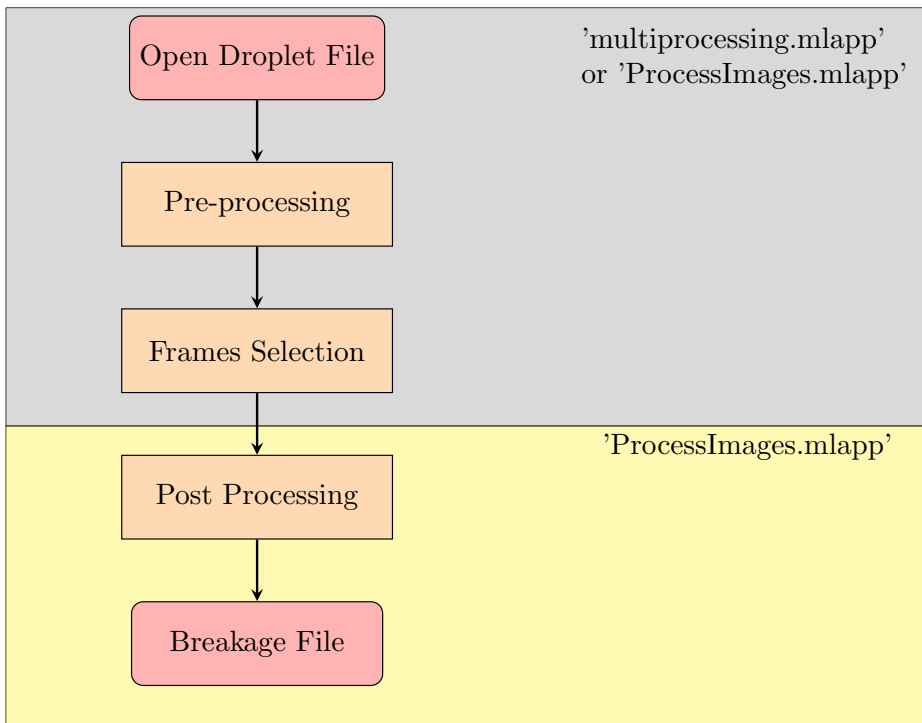 Open Droplet File
'multiprocessing.mlapp'
or 'ProcessImages.mlapp'
Pre-processing
Frames Selection
'ProcessImages.mlapp'
Post Processing
Breakage File